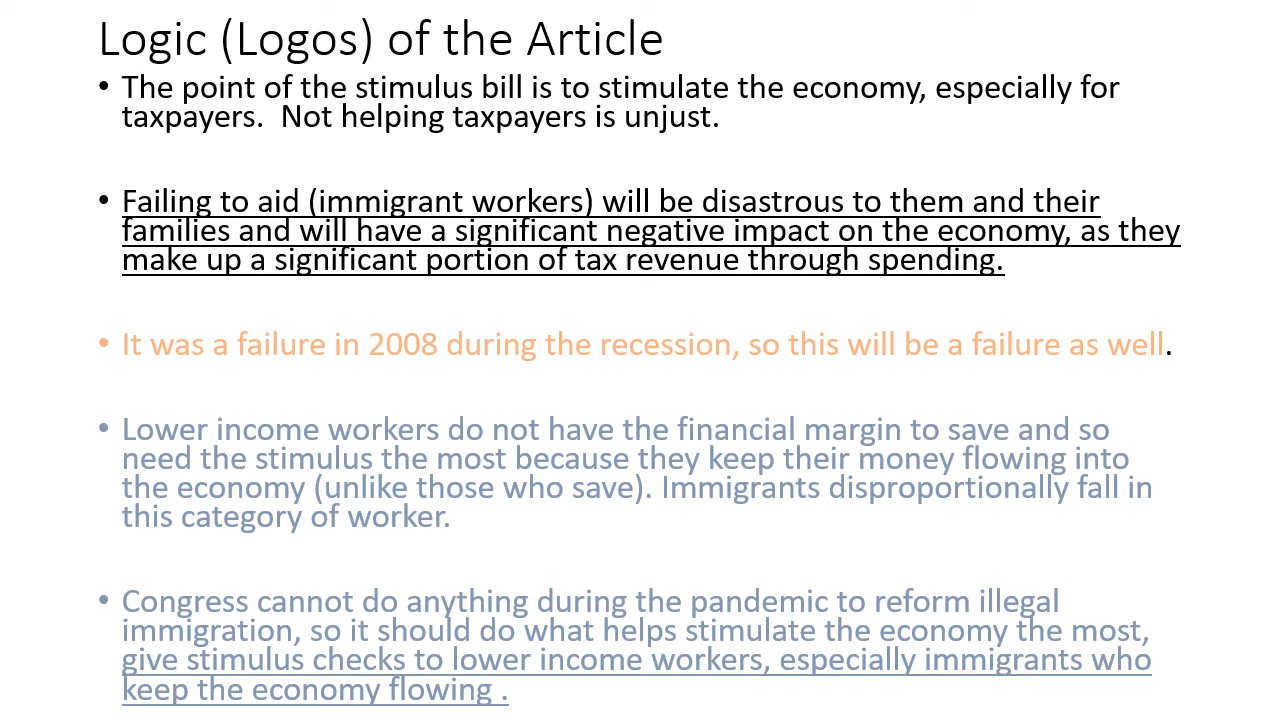 Logic (Logos) of the Article
• The point of the stimulus bill is to stimulate the economy, especially for
taxpayers.  Not helping taxpayers is unjust.
• Failing to aid (immigrant workers) will be disastrous to them and their
families and will have a significant negative impact on the economy, as they
make up a significant portion of tax revenue through spending.
• It was a failure in 2008 during the recession, so this will be a failure as well.
• Lower income workers do not have the financial margin to save and so
need the stimulus the most because they keep their money flowing into
the economy (unlike those who save). Immigrants disproportionally fall in
this category of worker.
• Congress cannot do anything during the pandemic to reform illegal
immigration, so it should do what helps stimulate the economy the most,
give stimulus checks to lower income workers, especially immigrants who
keep the economy flowing .